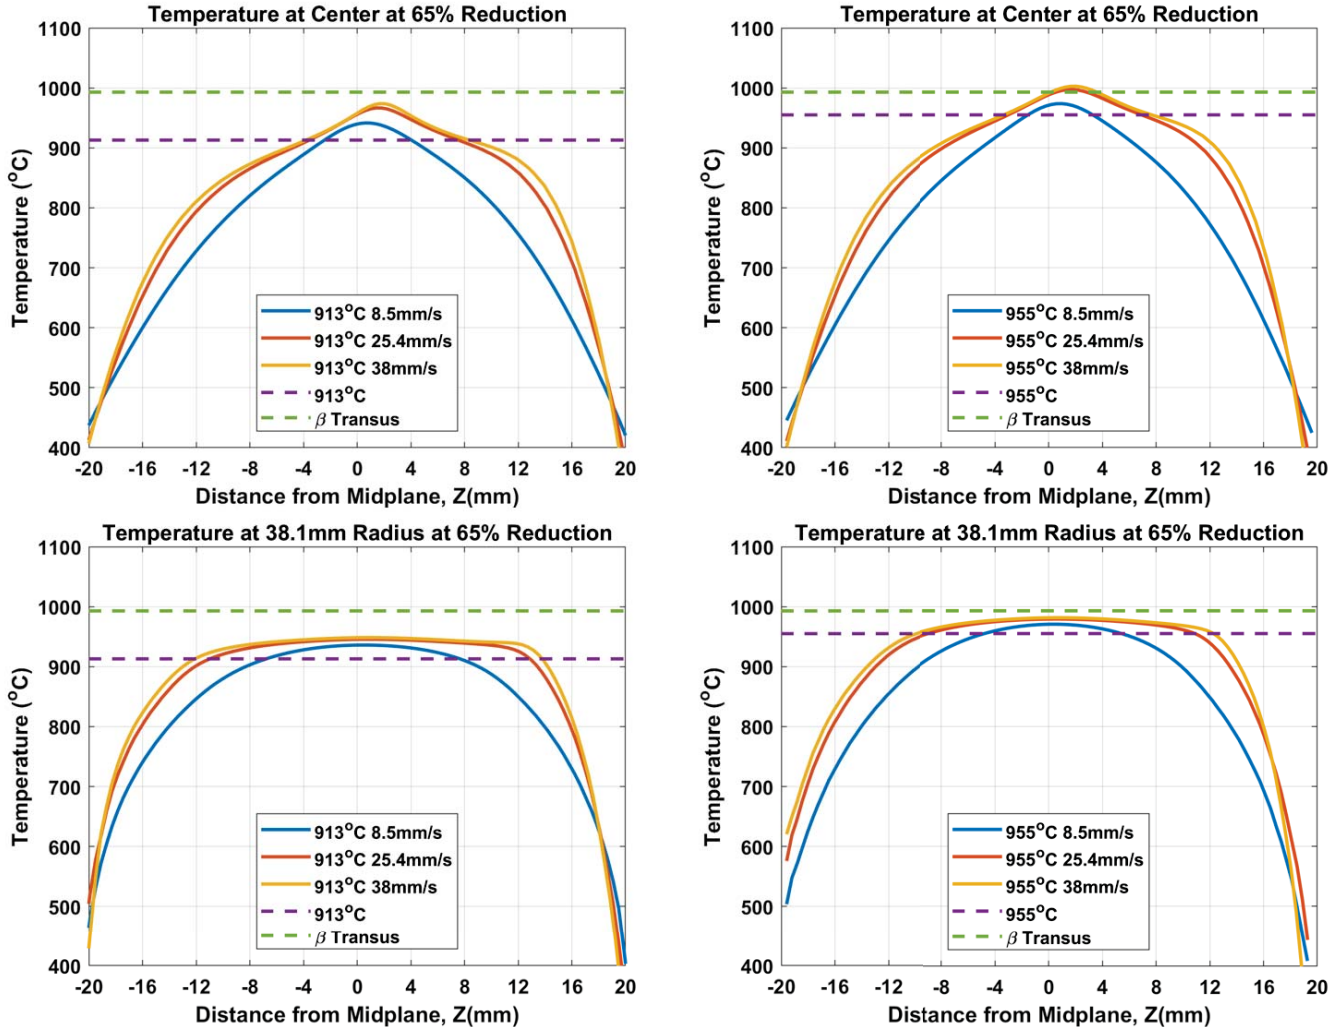 Temperature at Center at 65% Reduction
1100
1000
900
800
700
600
500
400
Temperature (°C)
913°C 8.5mm/s
913°C 25.4mm/s
913°C 38mm/s
913°C
β Transus
-20 -16 -12 -8 -4 0 4 8 12 16 20
Distance from Midplane, Z(mm)
Temperature at Center at 65% Reduction
1100
1000
900
800
700
600
500
400
Temperature (°C)
955°C 8.5mm/s
955°C 25.4mm/s
955°C 38mm/s
955°C
β Transus
-20 -16 -12 -8 -4 0 4 8 12 16 20
Distance from Midplane, Z(mm)
Temperature at 38.1mm Radius at 65% Reduction
1100
1000
900
800
700
600
500
400
Temperature (°C)
913°C 8.5mm/s
913°C 25.4mm/s
913°C 38mm/s
913°C
β Transus
-20 -16 -12 -8 -4 0 4 8 12 16 20
Distance from Midplane, Z(mm)
Temperature at 38.1mm Radius at 65% Reduction
1100
1000
900
800
700
600
500
400
Temperature (°C)
955°C 8.5mm/s
955°C 25.4mm/s
955°C 38mm/s
955°C
β Transus
-20 -16 -12 -8 -4 0 4 8 12 16 20
Distance from Midplane, Z(mm)